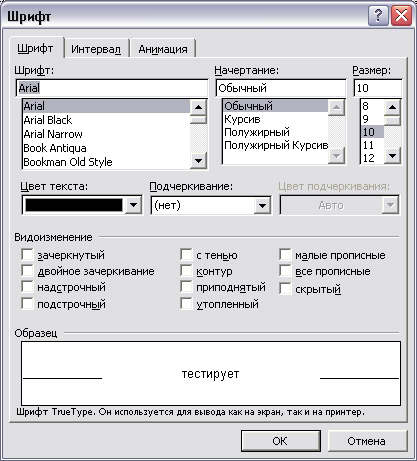 Шрифт
Шрифт Интервал Анимация
Шрифт: Начертание: Размер:
Arial Обычный 10
Arial Обычный 8
Arial Black Курсив 9
Arial Narrow Полужирный 10
Book Antiqua Полужирный Курсив 11
Bookman Old Style 12
Цвет текста: Подчеркивание: Цвет подчеркивания:
(нет) Авто
Видоизменение
зачеркнутый с тенью малые прописные
двойное зачеркивание контур все прописные
надстрочный приподнятый скрытый
подстрочный утопленный
Образец
тестирует
Шрифт TrueType. Он используется для вывода как на экран, так и на принтер.
ОК Отмена